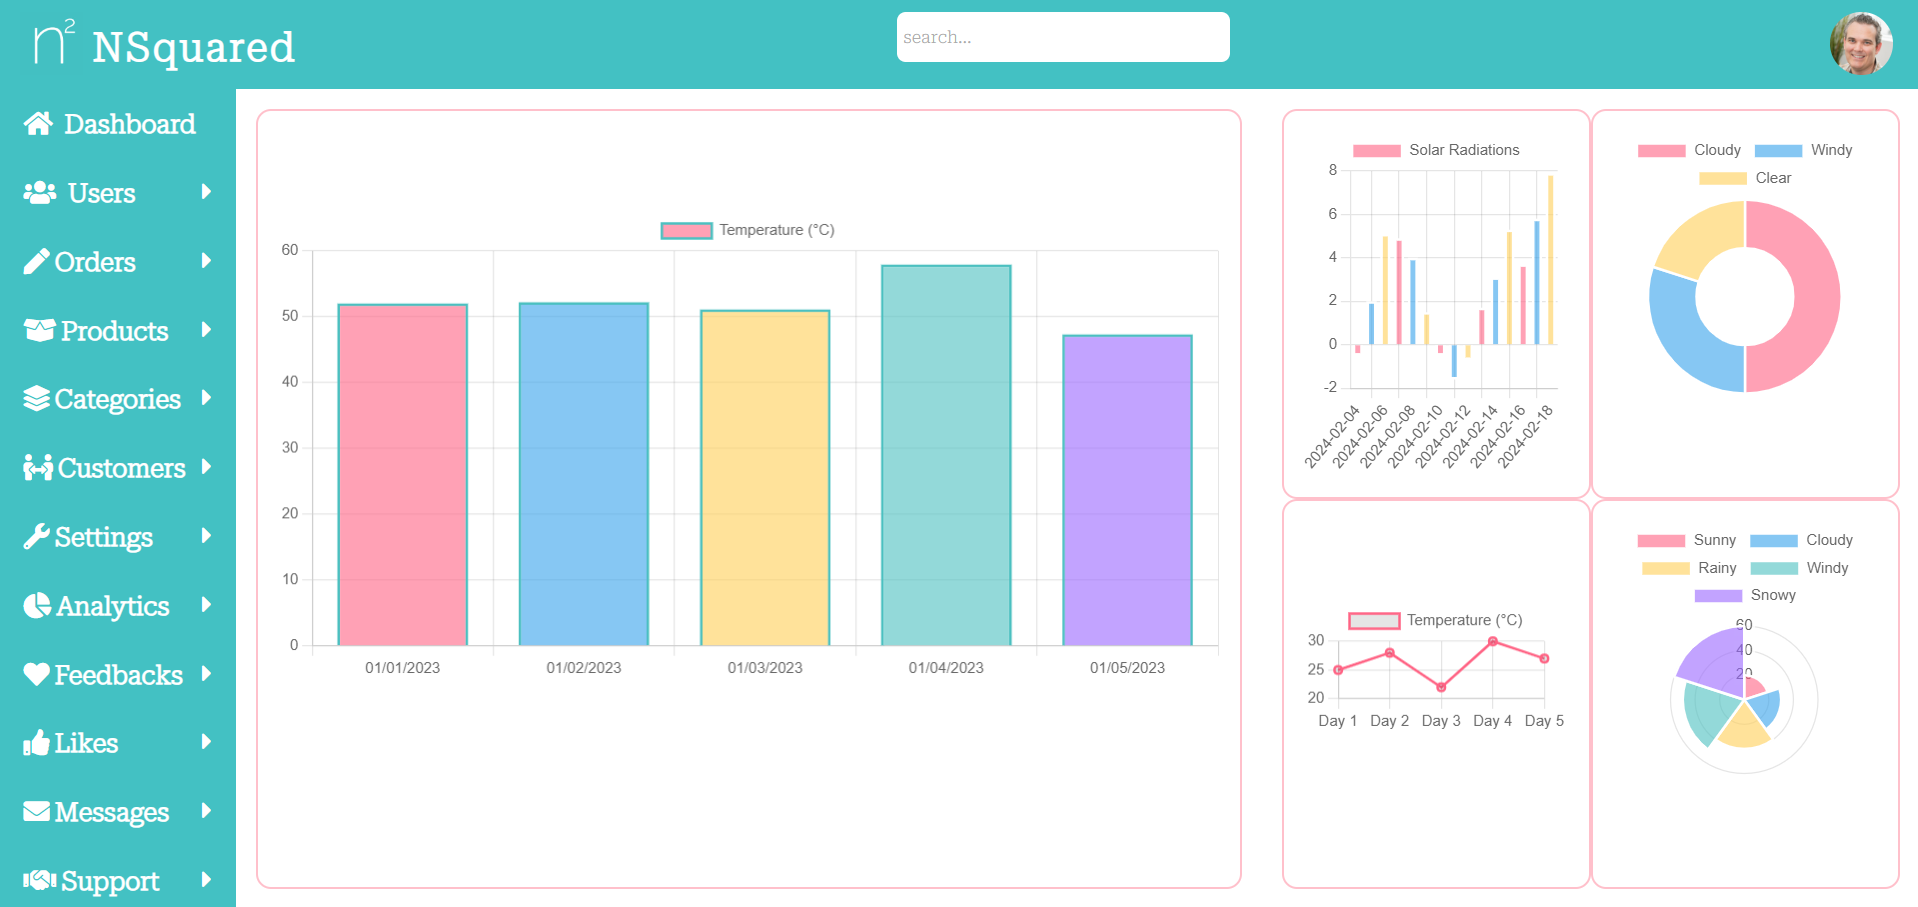 n² NSquared
search...
Dashboard
Users
Orders
Products
Categories
Customers
Settings
Analytics
Feedbacks
Likes
Messages
Support
Temperature (°C)
60
50
40
30
20
10
0
01/01/2023 01/02/2023 01/03/2023 01/04/2023 01/05/2023
Solar Radiations
8
6
4
2
0
-2
2024-02-04 2024-02-06 2024-02-08 2024-02-10 2024-02-12 2024-02-14 2024-02-16 2024-02-18
Cloudy Windy
Clear
Temperature (°C)
30
25
20
Day 1 Day 2 Day 3 Day 4 Day 5
Sunny Cloudy
Rainy Windy
Snowy
60
40
20